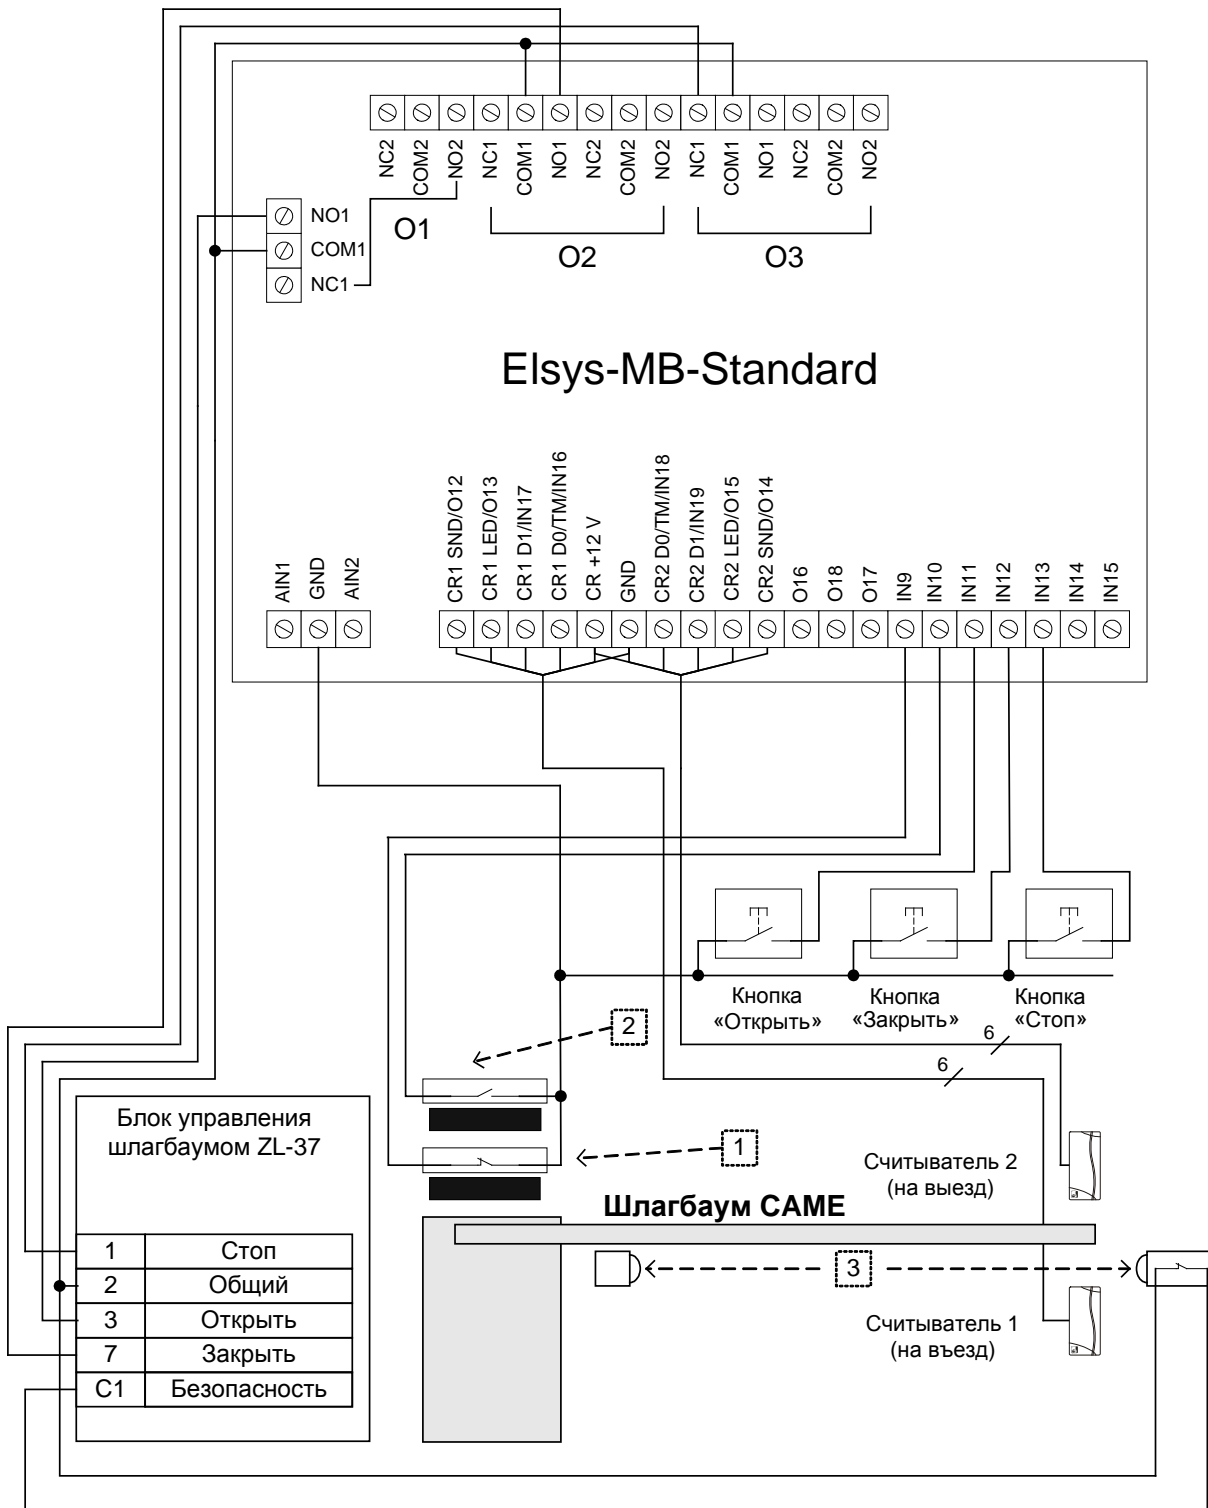 NC2
COM2
NO2
NC1
COM1
NO1
NC2
COM2
NO2
NC1
COM1
NO1
NC2
COM2
NO2
NO1
COM1
NC1
O1
O2
O3
Elsys-MB-Standard
AIN1
GND
AIN2
CR1 SND/O12
CR1 LED/O13
CR1 D1/IN17
CR1 D0/TM/IN16
CR +12 V
GND
CR2 D0/TM/IN18
CR2 D1/IN19
CR2 LED/O15
CR2 SND/O14
O16
O18
O17
IN9
IN10
IN11
IN12
IN13
IN14
IN15
Кнопка
«Открыть»
Кнопка
«Закрыть»
Кнопка
«Стоп»
2
6
6
Блок управления
шлагбаумом ZL-37
1
Считыватель 2
(на выезд)
Шлагбаум CAME
1 Стоп
2 Общий
3 Открыть
7 Закрыть
C1 Безопасность
3
Считыватель 1
(на въезд)